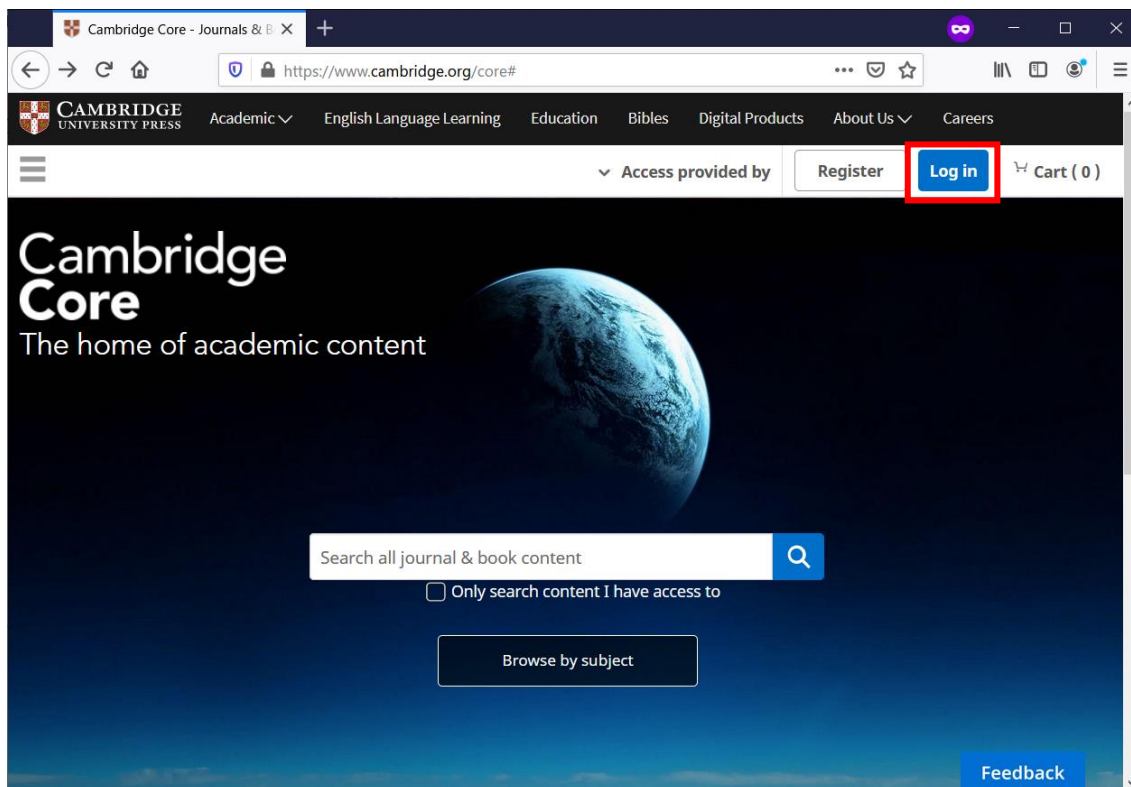 Cambridge Core - Journals & B
https://www.cambridge.org/core#
CAMBRIDGE
UNIVERSITY PRESS
Academic
English Language Learning
Education
Bibles
Digital Products
About Us
Careers
Access provided by
Register
Log in
Cart ( 0 )
Cambridge
Core
The home of academic content
Search all journal & book content
Only search content I have access to
Browse by subject
Feedback